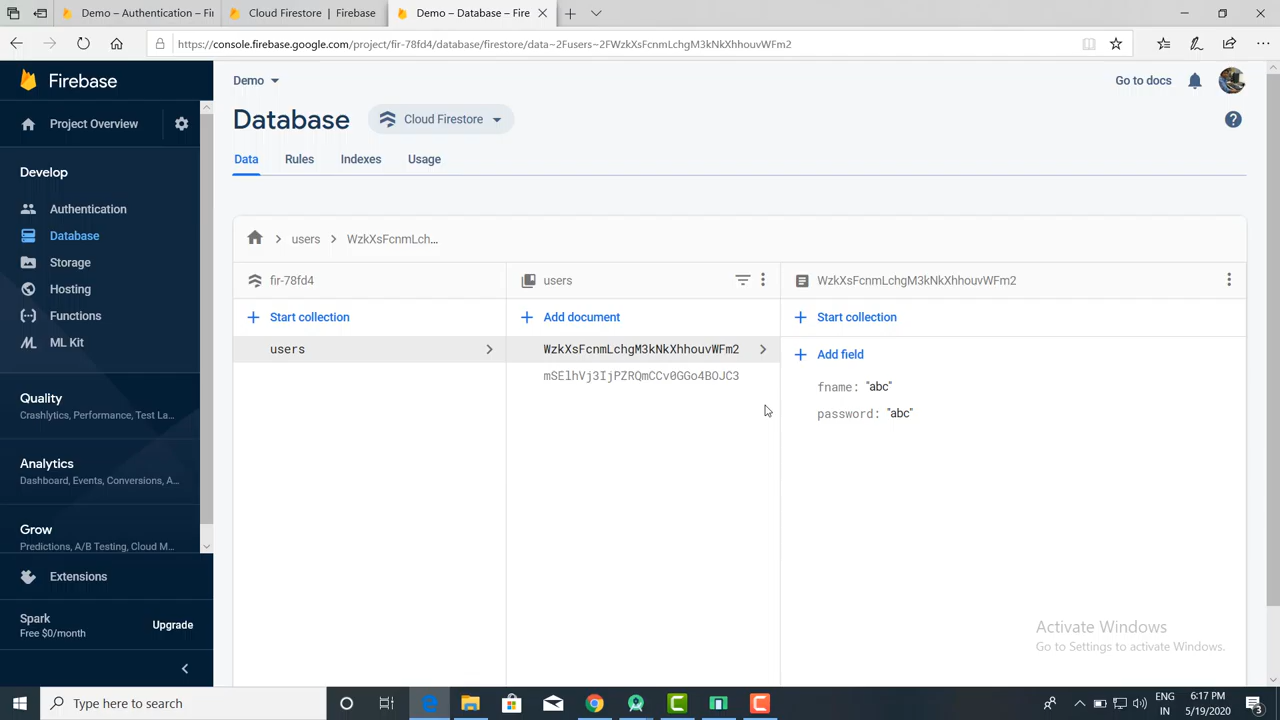 Demo – Authentication – Fi
Cloud Firestore | Firebase
Demo – Database – Fire
https://console.firebase.google.com/project/fir-78fd4/database/firestore/data~2Fusers~2FWzkXsFcnmLchgM3kNkXhhouvWFm2
Firebase
Demo
Go to docs
Project Overview
Database
Cloud Firestore
Data
Rules
Indexes
Usage
Develop
Authentication
Database
Storage
Hosting
Functions
ML Kit
Quality
Crashlytics, Performance, Test La...
Analytics
Dashboard, Events, Conversions, A...
Grow
Predictions, A/B Testing, Cloud M...
Extensions
Spark
Free $0/month
Upgrade
users
WzkXsFcnmLch...
fir-78fd4
Start collection
users
users
Add document
WzkXsFcnmLchgM3kNkXhhouvWFm2
mSElhVj3IjPZRQmCCv0GGo4BOJC3
WzkXsFcnmLchgM3kNkXhhouvWFm2
Start collection
Add field
fname: "abc"
password: "abc"
Activate Windows
Go to Settings to activate Windows.
Type here to search
ENG
IN
6:17 PM
5/19/2020
3